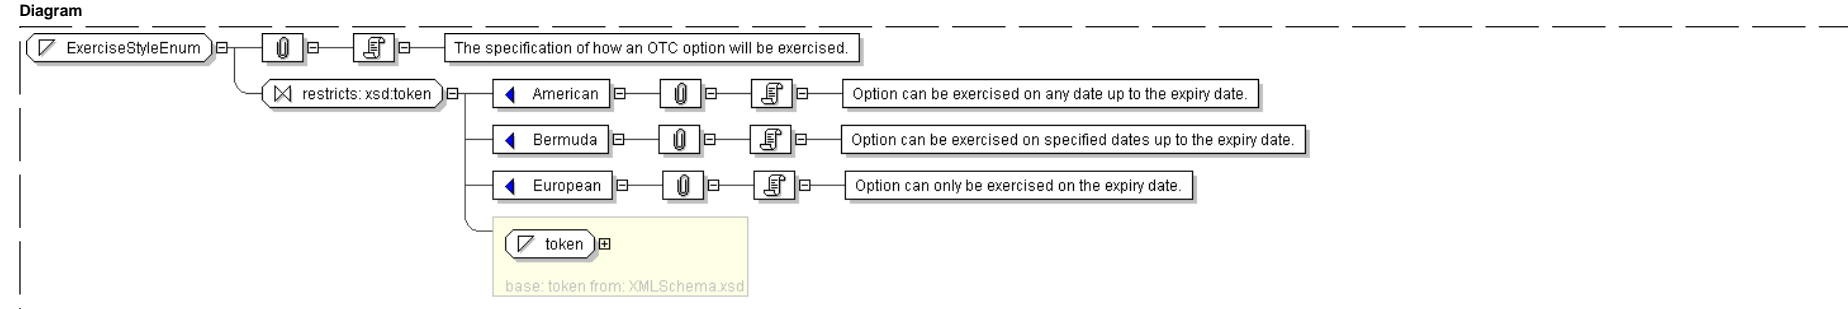 Diagram
ExerciseStyleEnum The specification of how an OTC option will be exercised.
restricts: xsd:token American Option can be exercised on any date up to the expiry date.
Bermuda Option can be exercised on specified dates up to the expiry date.
European Option can only be exercised on the expiry date.
token
base: token from: XMLSchema.xsd